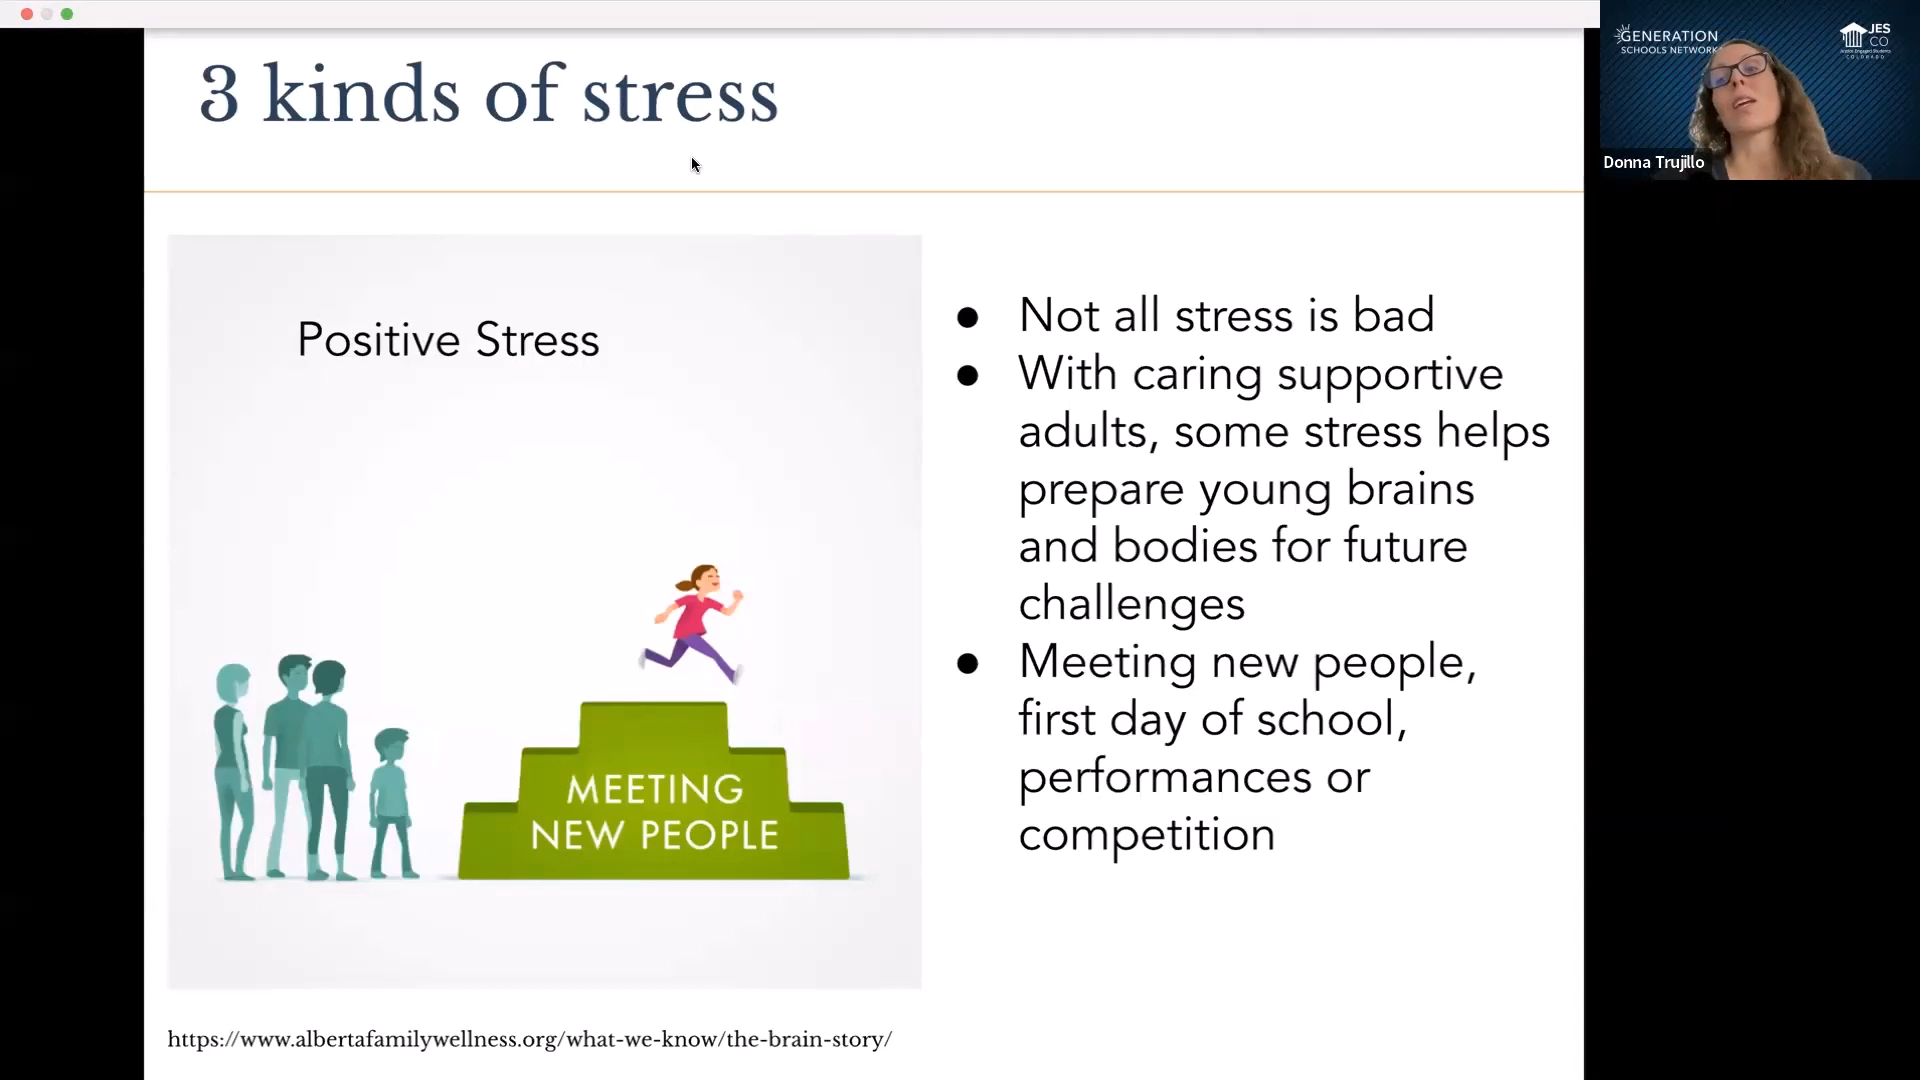 3 kinds of stress
GENERATION
SCHOOLS NETWORK
JES
CO
COLORADO
Donna Trujillo
Positive Stress
MEETING
NEW PEOPLE
● Not all stress is bad
● With caring supportive
adults, some stress helps
prepare young brains
and bodies for future
challenges
● Meeting new people,
first day of school,
performances or
competition
https://www.albertafamilywellness.org/what-we-know/the-brain-story/